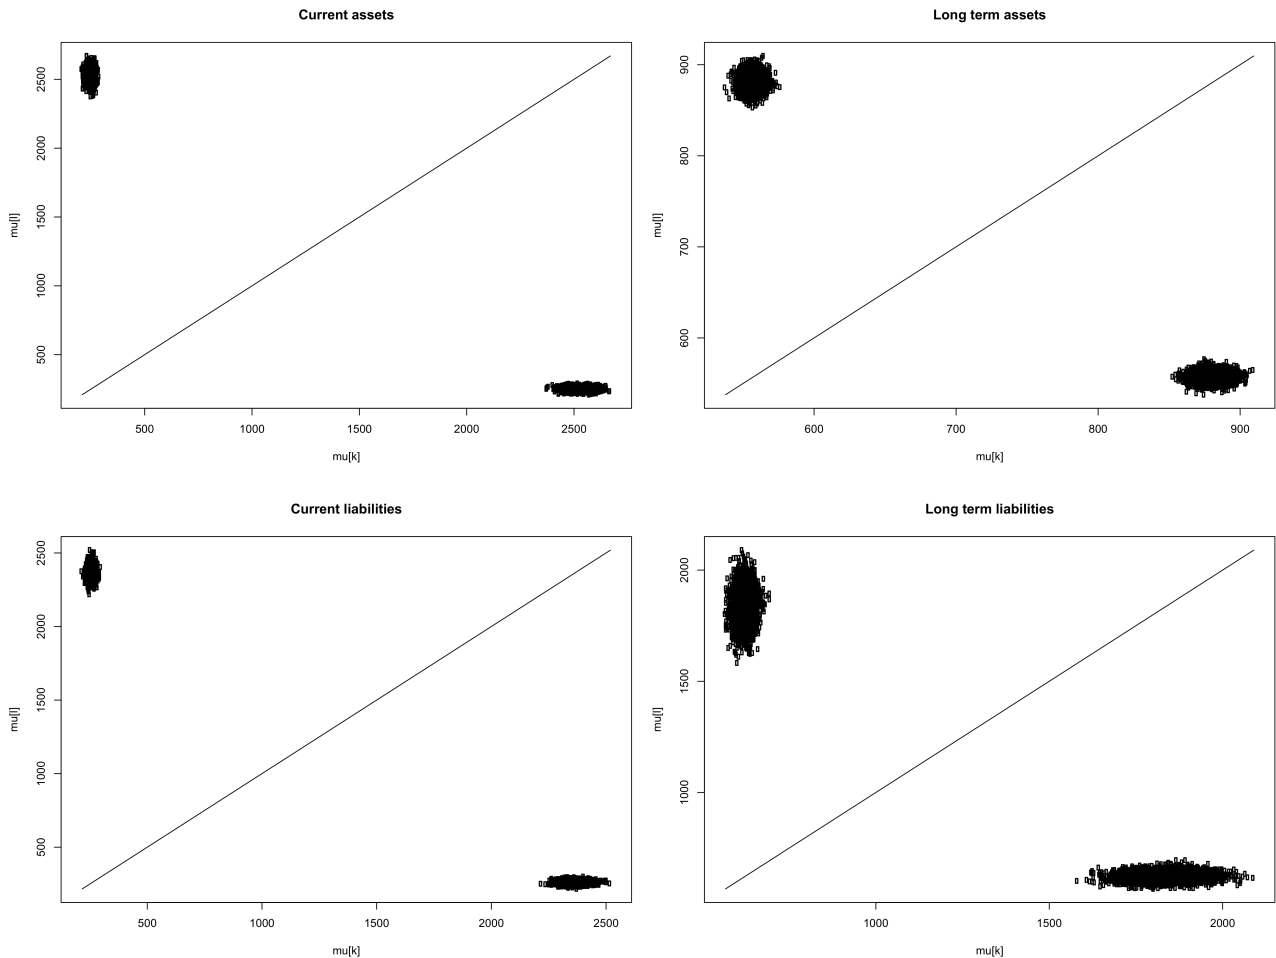 Current assets
2500
2000
1500
1000
500
mu[l]
500 1000 1500 2000 2500
mu[k]
Long term assets
900
800
700
600
mu[l]
600 700 800 900
mu[k]
Current liabilities
2500
2000
1500
1000
500
mu[l]
500 1000 1500 2000 2500
mu[k]
Long term liabilities
2000
1500
1000
mu[l]
1000 1500 2000
mu[k]